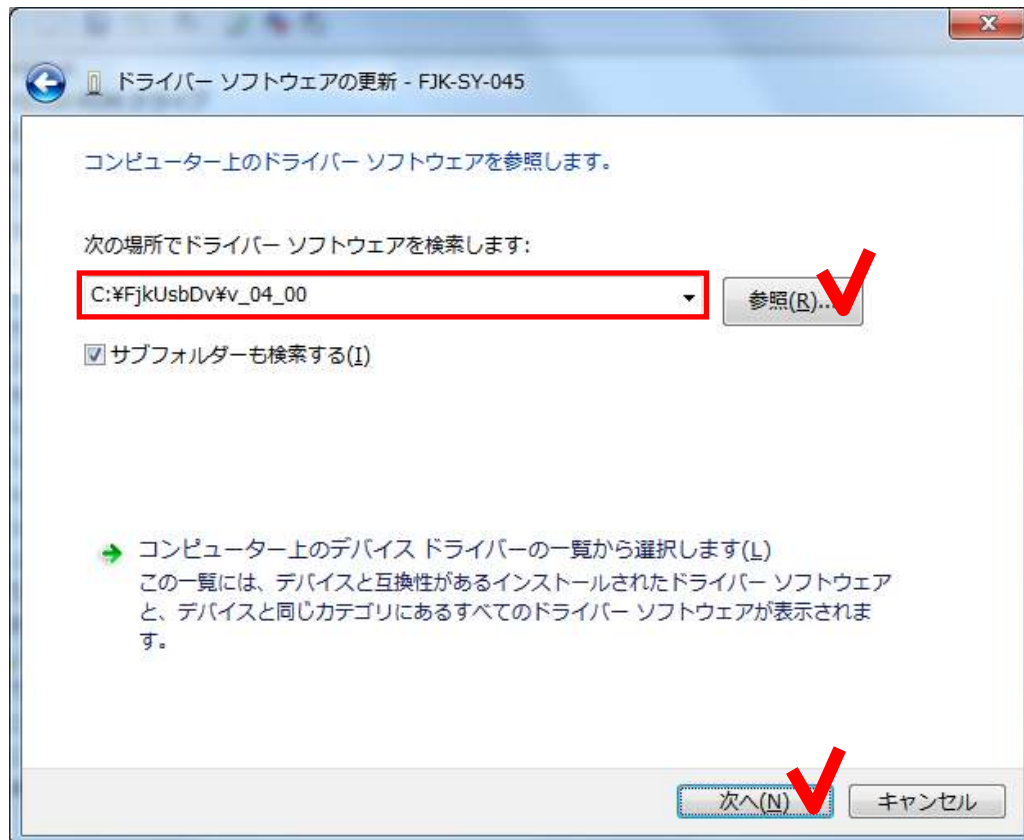 ドライバー ソフトウェアの更新 - FJK-SY-045
コンピューター上のドライバー ソフトウェアを参照します。
次の場所でドライバー ソフトウェアを検索します:
C:¥FjkUsbDv¥v_04_00
参照(R)...
サブフォルダーも検索する(I)
コンピューター上のデバイス ドライバーの一覧から選択します(L)
この一覧には、デバイスと互換性があるインストールされたドライバー ソフトウェア
と、デバイスと同じカテゴリにあるすべてのドライバー ソフトウェアが表示されま
す。
次へ(N)
キャンセル